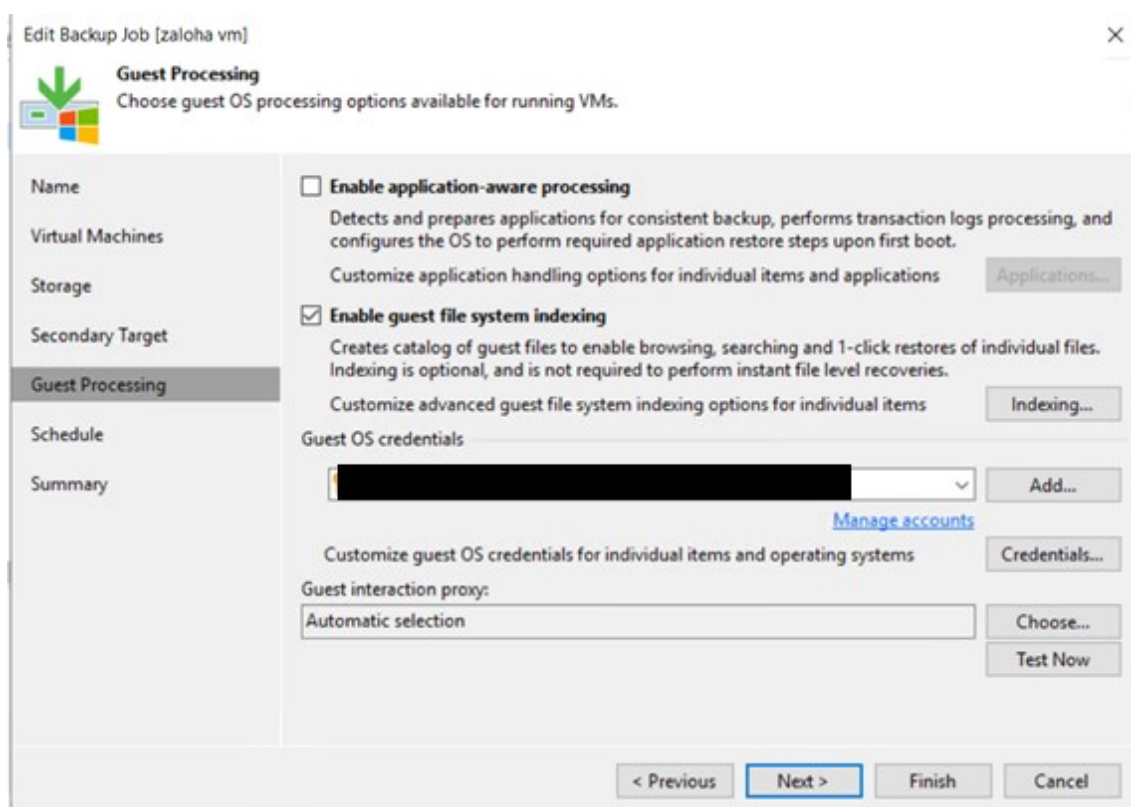 Edit Backup Job [zaloha vm]
Guest Processing
Choose guest OS processing options available for running VMs.
Name
Virtual Machines
Storage
Secondary Target
Guest Processing
Schedule
Summary
Enable application-aware processing
Detects and prepares applications for consistent backup, performs transaction logs processing, and
configures the OS to perform required application restore steps upon first boot.
Customize application handling options for individual items and applications
Applications...
Enable guest file system indexing
Creates catalog of guest files to enable browsing, searching and 1-click restores of individual files.
Indexing is optional, and is not required to perform instant file level recoveries.
Customize advanced guest file system indexing options for individual items
Indexing...
Guest OS credentials
Add...
Manage accounts
Customize guest OS credentials for individual items and operating systems
Credentials...
Guest interaction proxy:
Automatic selection
Choose...
Test Now
< Previous
Next >
Finish
Cancel